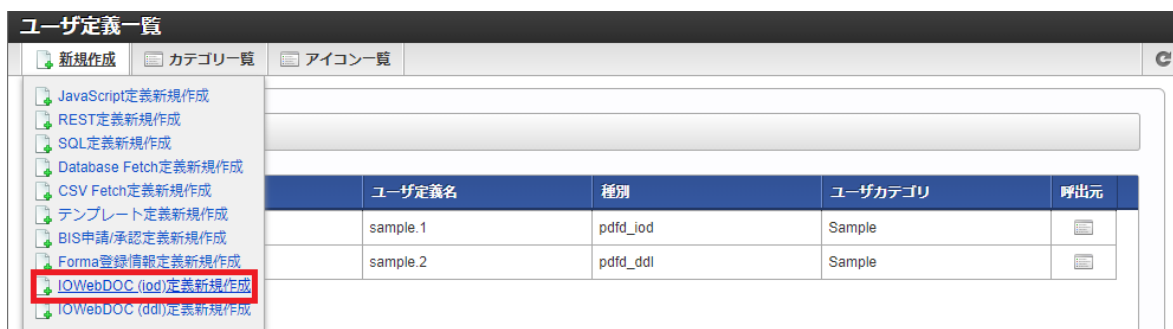 ユーザ定義一覧
新規作成 カテゴリ一覧 アイコン一覧
JavaScript定義新規作成
REST定義新規作成
SQL定義新規作成
Database Fetch定義新規作成
CSV Fetch定義新規作成
テンプレート定義新規作成
BIS申請/承認定義新規作成
Forma登録情報定義新規作成
IOWebDOC (iod)定義新規作成
IOWebDOC (ddl)定義新規作成
ユーザ定義名 種別 ユーザカテゴリ 呼出元
sample.1 pdfd_iod Sample
sample.2 pdfd_ddl Sample